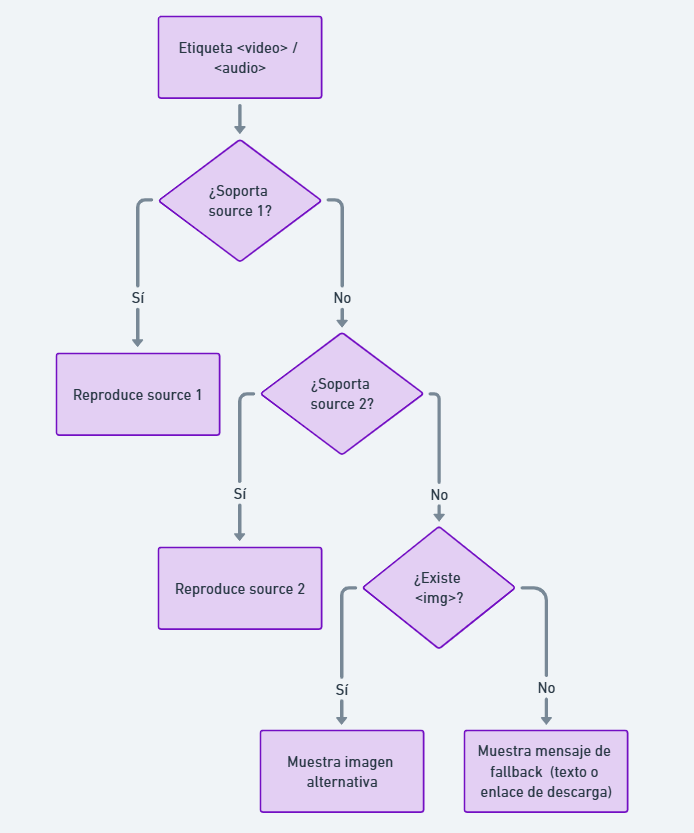 Etiqueta <video> /
<audio>
¿Soporta
source 1?
Sí
No
Reproduce source 1
¿Soporta
source 2?
Sí
No
Reproduce source 2
¿Existe
<img>?
Sí
No
Muestra imagen
alternativa
Muestra mensaje de
fallback (texto o
enlace de descarga)